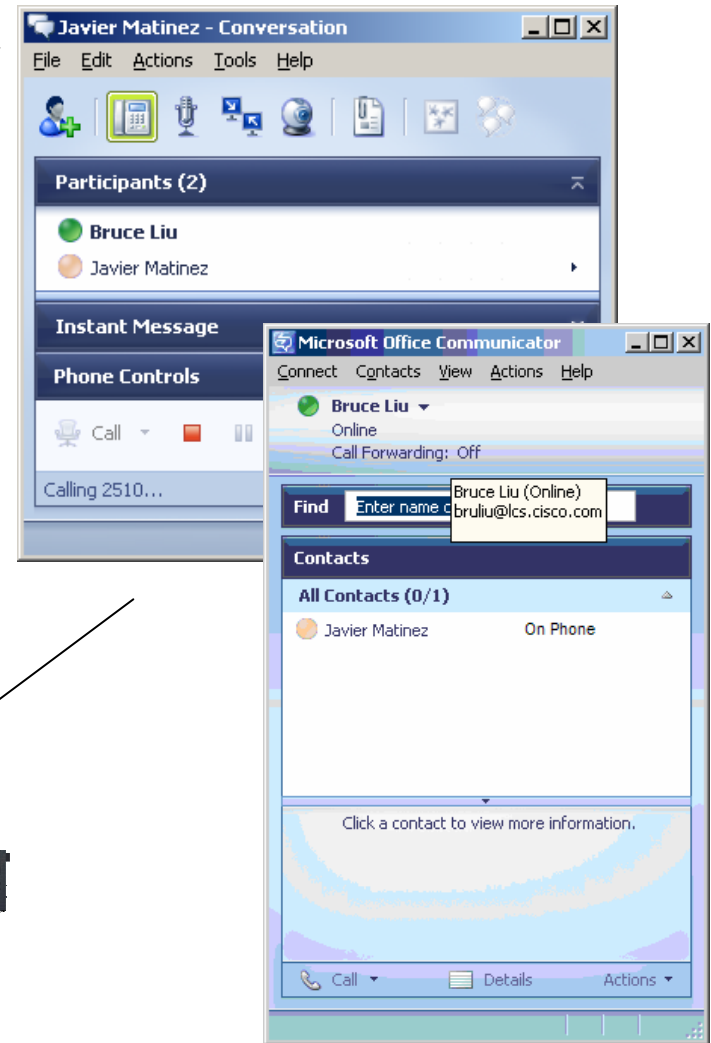 Javier Matinez - Conversation
File Edit Actions Tools Help
Participants (2)
Bruce Liu
Javier Matinez
Instant Message
Phone Controls
Call
Calling 2510...
Microsoft Office Communicator
Connect Contacts View Actions Help
Bruce Liu
Online
Call Forwarding: Off
Bruce Liu (Online)
bruliu@lcs.cisco.com
Find Enter name
Contacts
All Contacts (0/1)
Javier Matinez On Phone
Click a contact to view more information.
Call Details Actions